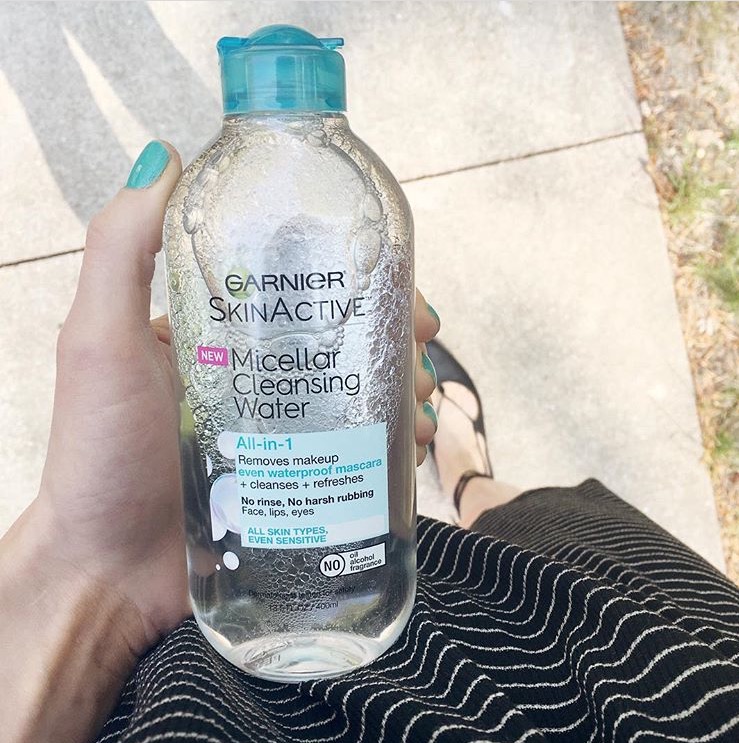 GARNIER
SKINACTIVE
NEW
Micellar
Cleansing
Water
All-in-1
Removes makeup
even waterproof mascara
+ cleanses + refreshes
No rinse, No harsh rubbing
Face, lips, eyes
ALL SKIN TYPES,
EVEN SENSITIVE
NO oil
alcohol
fragrance
400ml